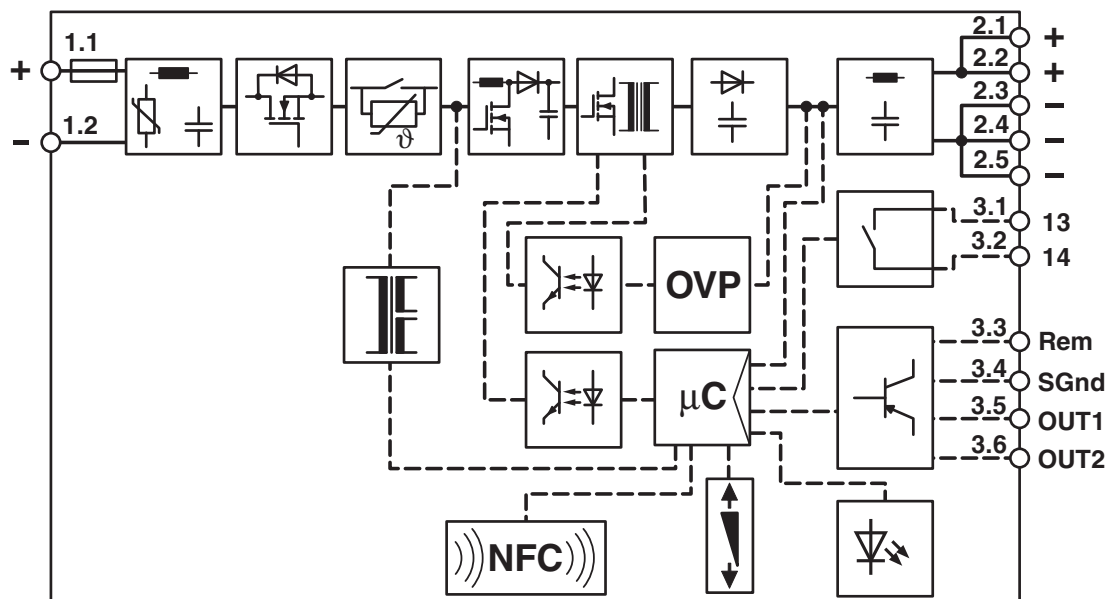 1.1
+
1.2
-
ϑ
2.1 +
2.2 +
2.3 −
2.4 −
2.5 −
3.1 13
3.2 14
OVP
3.3 Rem
3.4 SGnd
3.5 OUT1
3.6 OUT2
µC
NFC